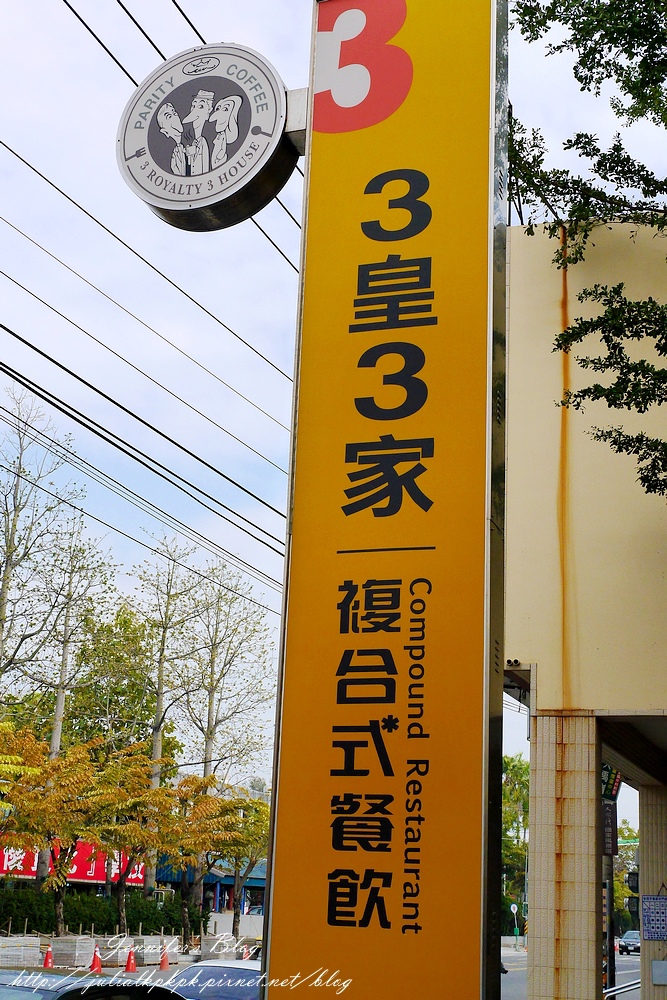 PARITY COFFEE
3 ROYALTY 3 HOUSE
3
3皇3家
複合式餐飲
Compound Restaurant
Jennifer's Blog
http://julialkpkpk.pixnet.net/blog